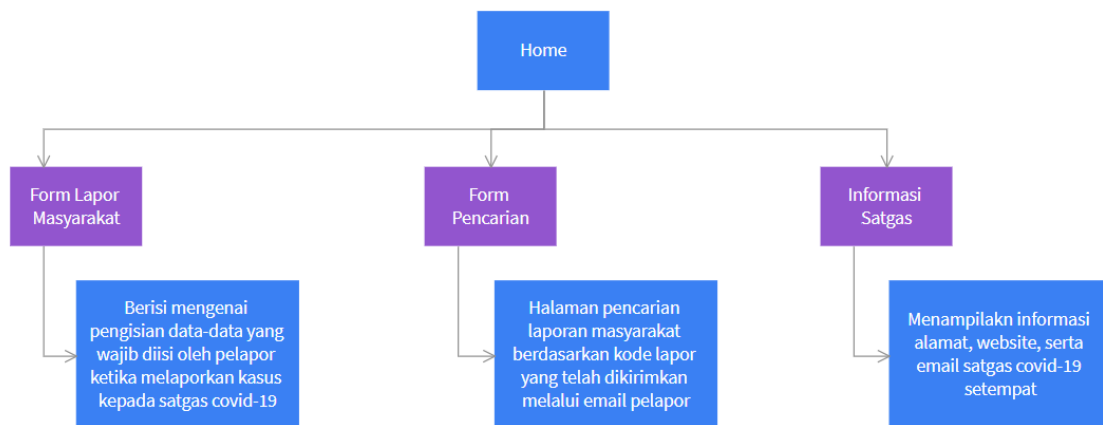 Home
Form Lapor
Masyarakat
Form
Pencarian
Informasi
Satgas
Berisi mengenai
pengisian data-data yang
wajib diisi oleh pelapor
ketika melaporkan kasus
kepada satgas covid-19
Halaman pencarian
laporan masyarakat
berdasarkan kode lapor
yang telah dikirimkan
melalui email pelapor
Menampilakn informasi
alamat, website, serta
email satgas covid-19
setempat